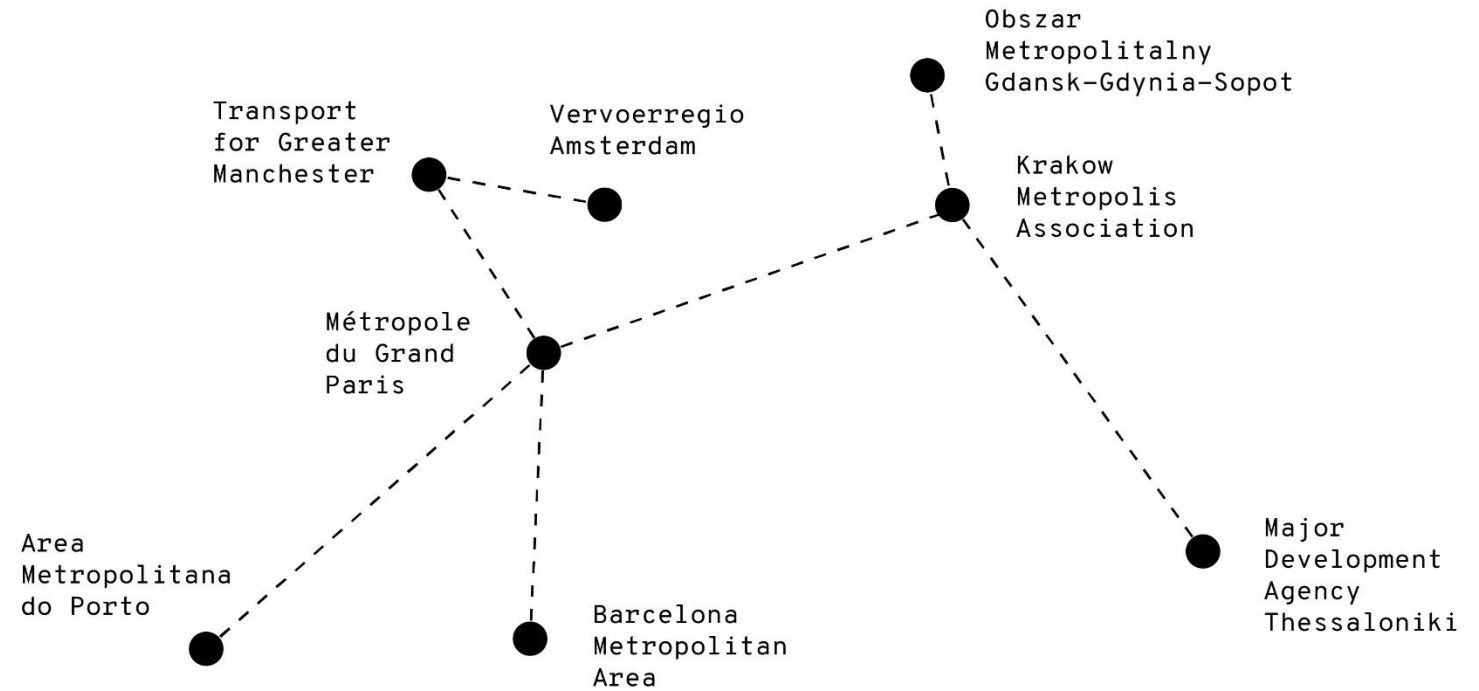 Obszar
Metropolitalny
Gdansk-Gdynia-Sopot
Transport
for Greater
Manchester
Vervoerregio
Amsterdam
Krakow
Metropolis
Association
Métropole
du Grand
Paris
Area
Metropolitana
do Porto
Barcelona
Metropolitan
Area
Major
Development
Agency
Thessaloniki